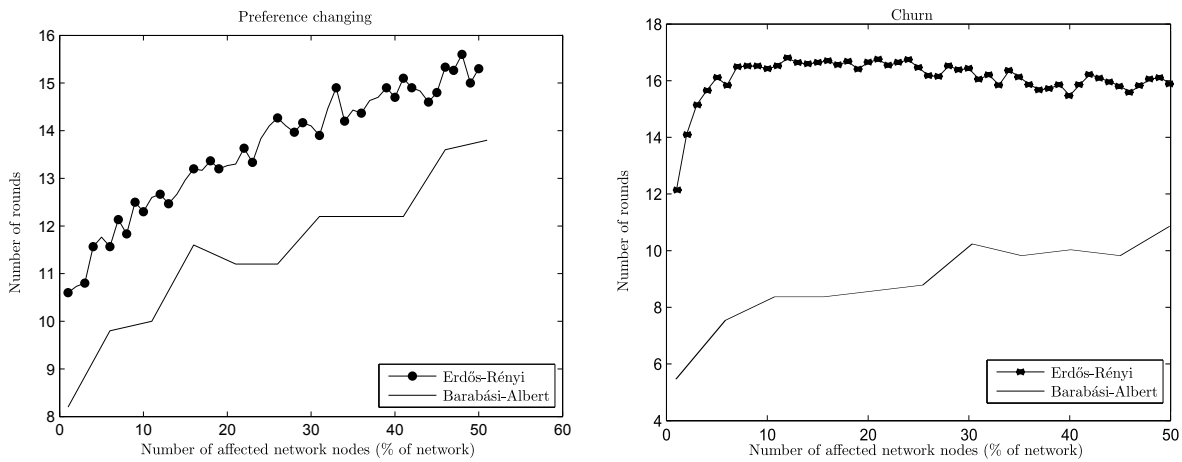 Preference changing
16
15
14
13
12
11
10
9
8
0 10 20 30 40 50 60
Number of rounds
Number of affected network nodes (% of network)
Erdős-Rényi
Barabási-Albert
Churn
18
16
14
12
10
8
6
4
0 10 20 30 40 50
Number of rounds
Number of affected network nodes (% of network)
Erdős-Rényi
Barabási-Albert